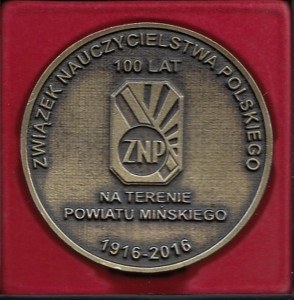 ZWIĄZEK NAUCZYCIELSTWA POLSKIEGO
100 LAT
ZNP
NA TERENIE
POWIATU MIŃSKIEGO
1916-2016